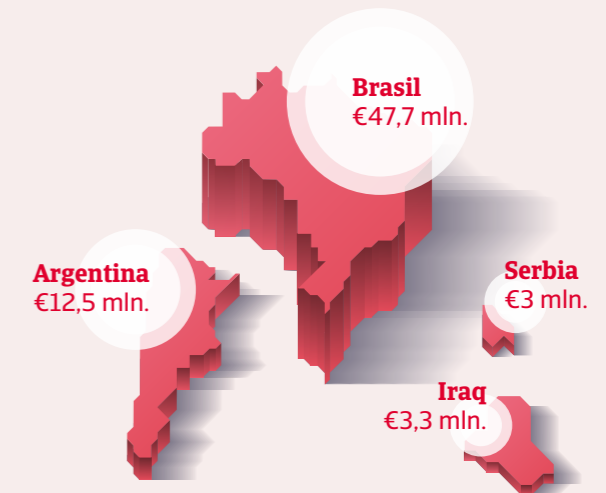 Brasil
€47,7 mln.
Argentina
€12,5 mln.
Serbia
€3 mln.
Iraq
€3,3 mln.